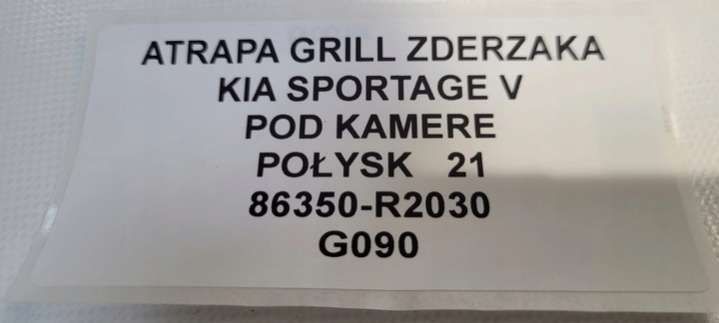 ATRAPA GRILL ZDERZAKA
KIA SPORTAGE V
POD KAMERE
POŁYSK 21
86350-R2030
G090